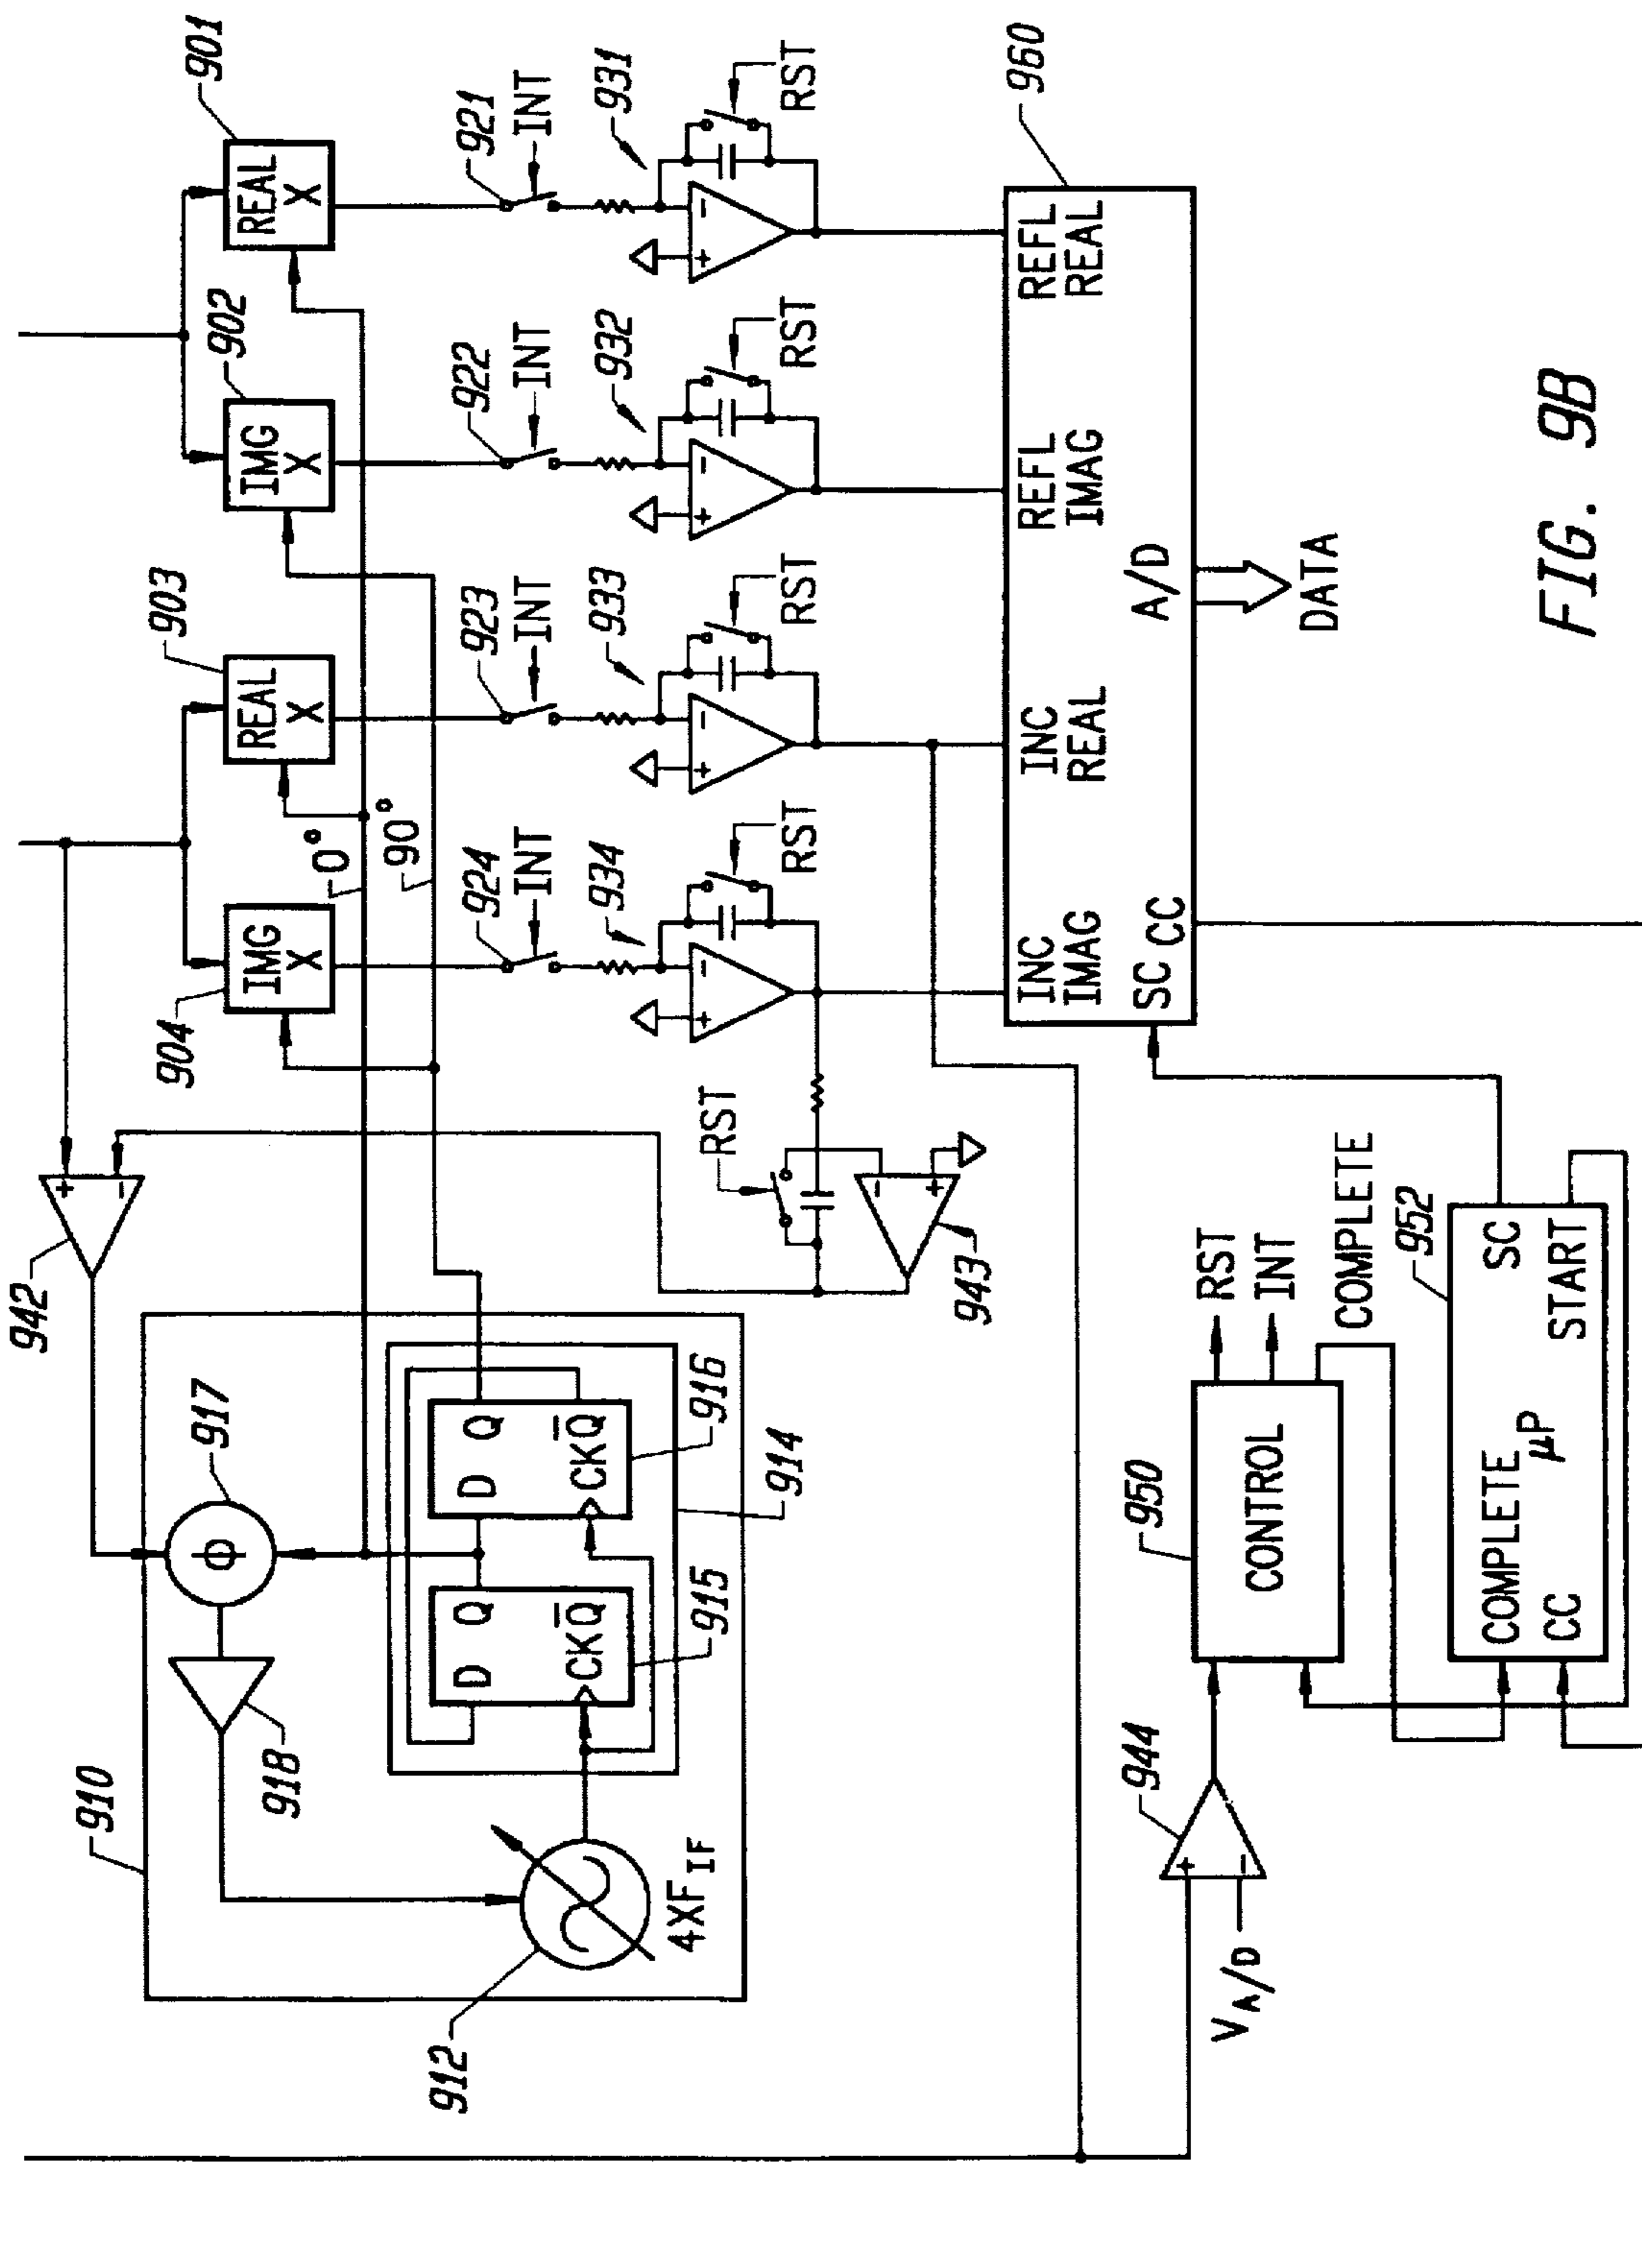 901
REAL
X
902
IMG
X
903
REAL
X
904
IMG
X
0°
90°
921
INT
922
INT
923
INT
924
INT
931
RST
932
RST
933
RST
934
RST
-
+
-
+
-
+
-
+
960
REFL
REAL
REFL
IMAG
INC
REAL
INC
IMAG
A/D
SC CC
DATA
942
+
-
RST
943
-
+
910
917
Φ
918
914
D Q
CK Q̅
915
D Q
CK Q̅
916
912
4XF IF
944
+
-
V A/D
950
CONTROL
RST
INT
COMPLETE
952
COMPLETE
SC
µP
CC
START
FIG. 9B